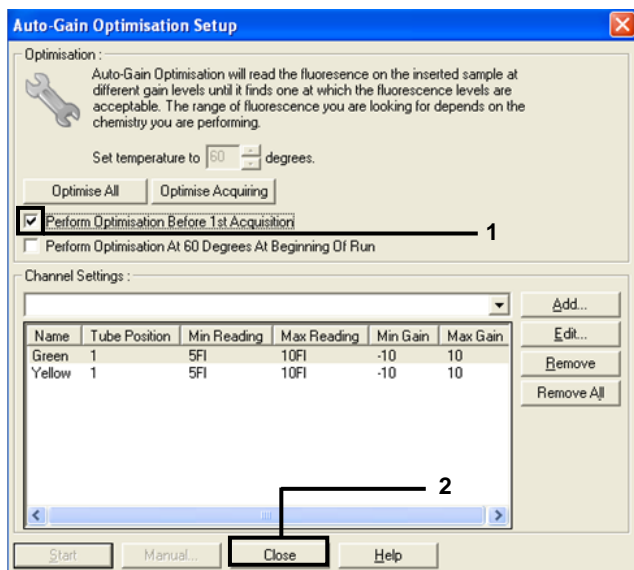 Auto-Gain Optimisation Setup
Optimisation :
Auto-Gain Optimisation will read the fluoresence on the inserted sample at
different gain levels until it finds one at which the fluorescence levels are
acceptable. The range of fluorescence you are looking for depends on the
chemistry you are performing.
Set temperature to 60 degrees.
Optimise All Optimise Acquiring
Perform Optimisation Before 1st Acquisition 1
Perform Optimisation At 60 Degrees At Beginning Of Run
Channel Settings :
Add...
Name Tube Position Min Reading Max Reading Min Gain Max Gain Edit...
Green 1 5Fl 10Fl -10 10
Yellow 1 5Fl 10Fl -10 10 Remove
Remove All
2
Start Manual... Close Help